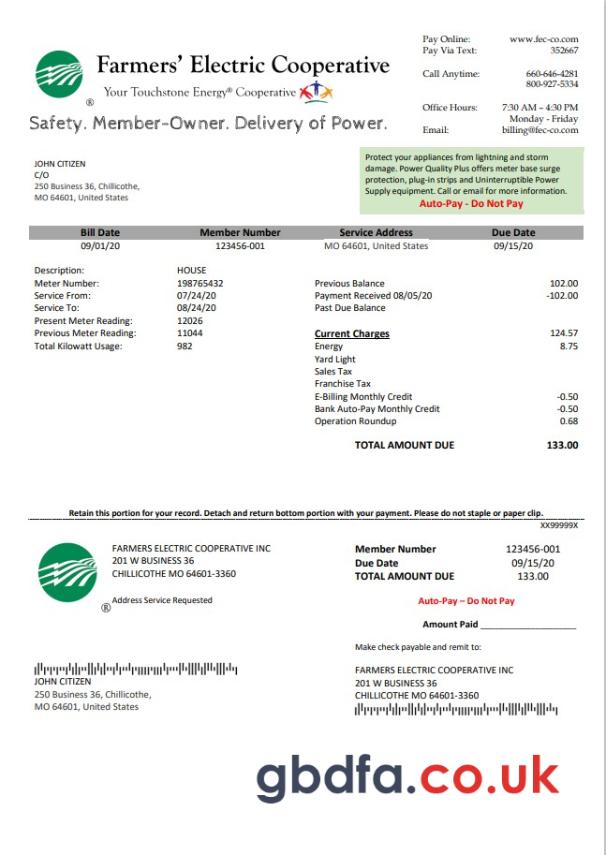 Farmers' Electric Cooperative
Your Touchstone Energy® Cooperative
®
Safety. Member-Owner. Delivery of Power.
Pay Online: www.fec-co.com
Pay Via Text: 352667
Call Anytime: 660-646-4281
800-927-5334
Office Hours: 7:30 AM – 4:30 PM
Monday - Friday
Email: billing@fec-co.com
JOHN CITIZEN
C/O
250 Business 36, Chillicothe,
MO 64601, United States
Protect your appliances from lightning and storm
damage. Power Quality Plus offers meter base surge
protection, plug-in strips and Uninterruptible Power
Supply equipment. Call or email for more information.
Auto-Pay - Do Not Pay
Bill Date Member Number Service Address Due Date
09/01/20 123456-001 MO 64601, United States 09/15/20
Description: HOUSE
Meter Number: 198765432
Service From: 07/24/20
Service To: 08/24/20
Present Meter Reading: 12026
Previous Meter Reading: 11044
Total Kilowatt Usage: 982
Previous Balance 102.00
Payment Received 08/05/20 -102.00
Past Due Balance
Current Charges 124.57
Energy 8.75
Yard Light
Sales Tax
Franchise Tax
E-Billing Monthly Credit -0.50
Bank Auto-Pay Monthly Credit -0.50
Operation Roundup 0.68
TOTAL AMOUNT DUE 133.00
Retain this portion for your record. Detach and return bottom portion with your payment. Please do not staple or paper clip.
XX99999X
FARMERS ELECTRIC COOPERATIVE INC
201 W BUSINESS 36
CHILLICOTHE MO 64601-3360
® Address Service Requested
Member Number 123456-001
Due Date 09/15/20
TOTAL AMOUNT DUE 133.00
Auto-Pay – Do Not Pay
Amount Paid ____________________
Make check payable and remit to:
JOHN CITIZEN
250 Business 36, Chillicothe,
MO 64601, United States
FARMERS ELECTRIC COOPERATIVE INC
201 W BUSINESS 36
CHILLICOTHE MO 64601-3360
gbdfa.co.uk